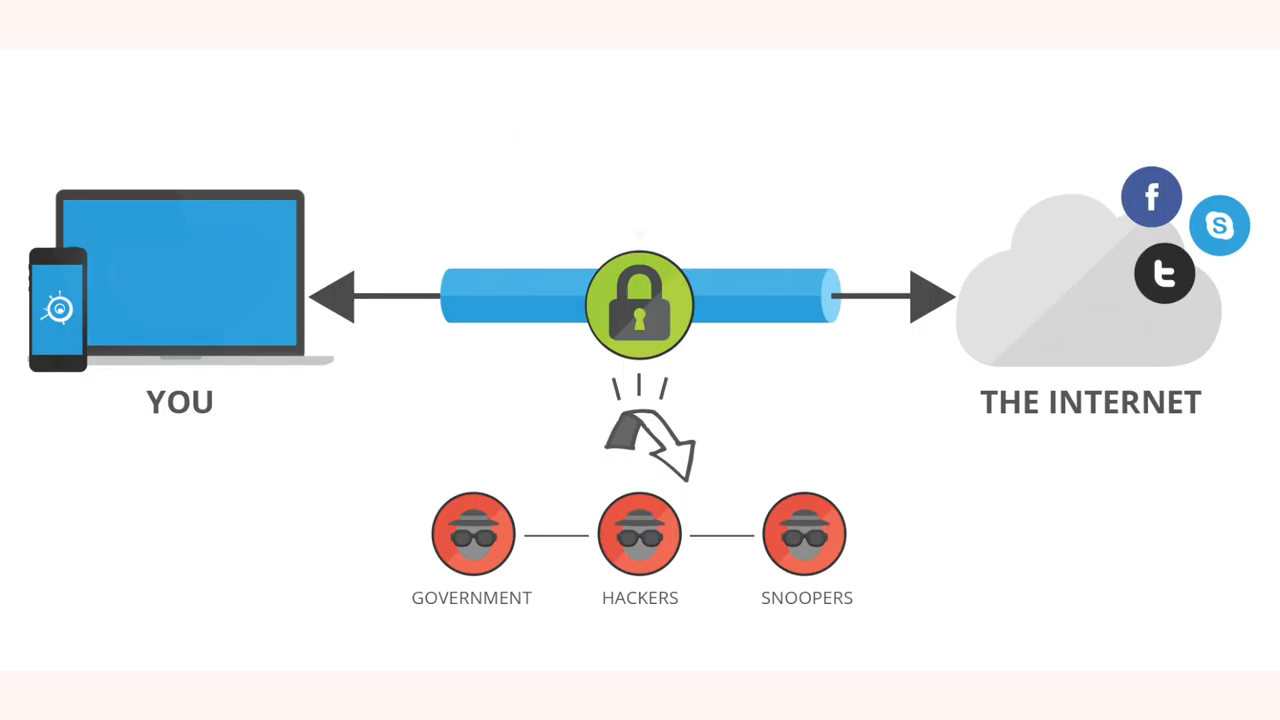 YOU
THE INTERNET
GOVERNMENT
HACKERS
SNOOPERS